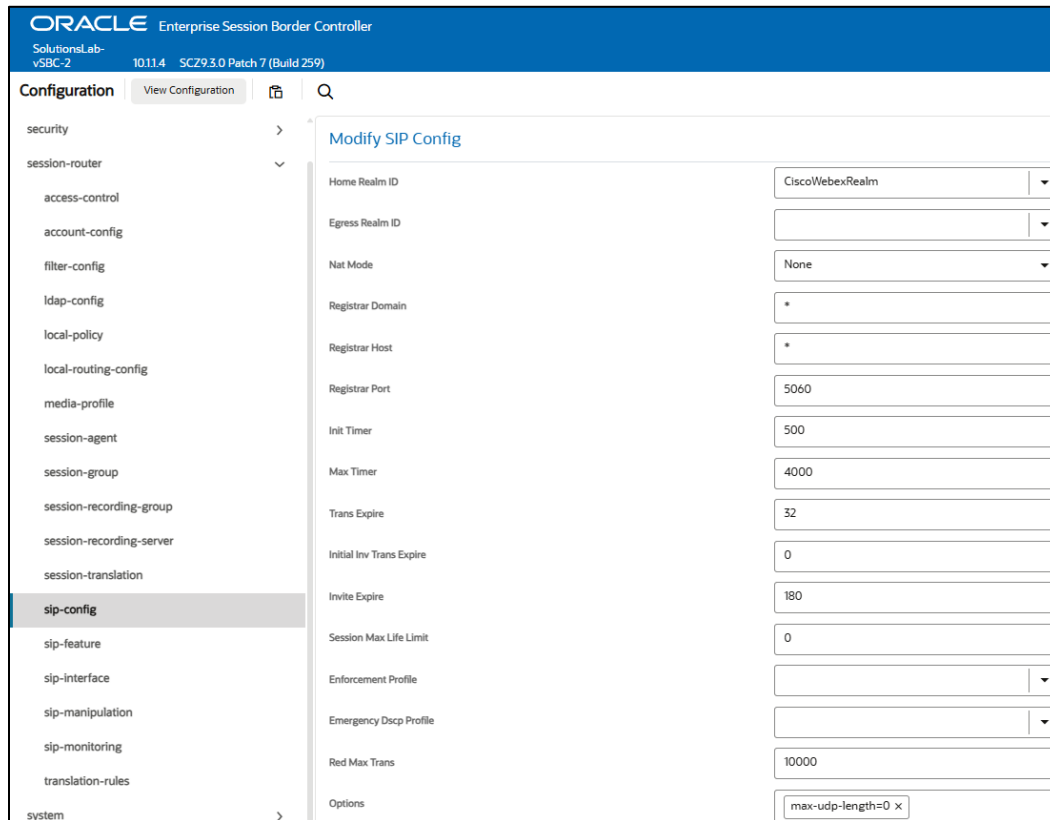 ORACLE Enterprise Session Border Controller
SolutionsLab-
vSBC-2 10.1.1.4 SCZ9.3.0 Patch 7 (Build 259)
Configuration View Configuration
security
session-router
access-control
account-config
filter-config
ldap-config
local-policy
local-routing-config
media-profile
session-agent
session-group
session-recording-group
session-recording-server
session-translation
sip-config
sip-feature
sip-interface
sip-manipulation
sip-monitoring
translation-rules
system
Modify SIP Config
Home Realm ID CiscoWebexRealm
Egress Realm ID
Nat Mode None
Registrar Domain *
Registrar Host *
Registrar Port 5060
Init Timer 500
Max Timer 4000
Trans Expire 32
Initial Inv Trans Expire 0
Invite Expire 180
Session Max Life Limit 0
Enforcement Profile
Emergency Dscp Profile
Red Max Trans 10000
Options max-udp-length=0 ×